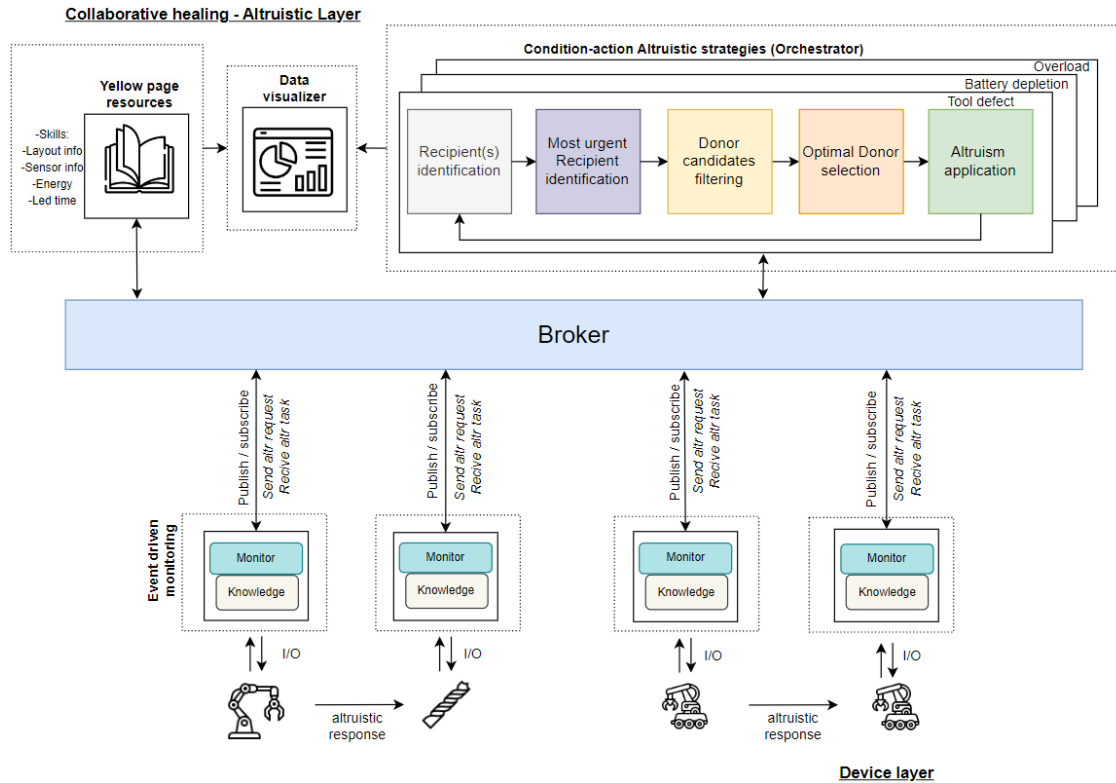 Collaborative healing - Altruistic Layer
Yellow page
resources
-Skills:
-Layout info
-Sensor info
-Energy
-Led time
Data
visualizer
Condition-action Altruistic strategies (Orchestrator)
Overload
Battery depletion
Tool defect
Recipient(s)
identification
Most urgent
Recipient
identification
Donor
candidates
filtering
Optimal Donor
selection
Altruism
application
Broker
Publish / subscribe
Send altr request
Recive altr task
Publish / subscribe
Send altr request
Recive altr task
Publish / subscribe
Send altr request
Recive altr task
Publish / subscribe
Send altr request
Recive altr task
Event driven
monitoring
Monitor
Knowledge
Monitor
Knowledge
Monitor
Knowledge
Monitor
Knowledge
I/O
I/O
I/O
I/O
altruistic
response
altruistic
response
Device layer